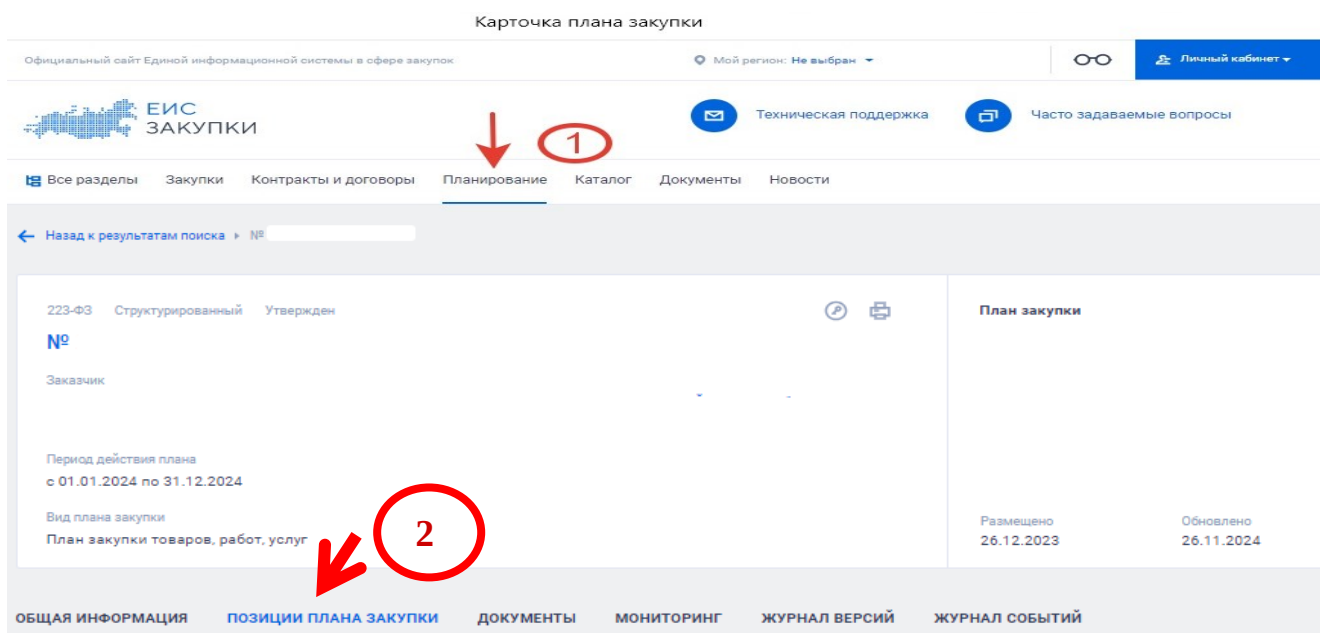 Карточка плана закупки
Официальный сайт Единой информационной системы в сфере закупок
Мой регион: Не выбран
Личный кабинет
ЕИС
ЗАКУПКИ
Техническая поддержка
Часто задаваемые вопросы
1
Все разделы Закупки Контракты и договоры Планирование Каталог Документы Новости
Назад к результатам поиска №
223-ФЗ Структурированный Утвержден
№
Заказчик
План закупки
Период действия плана
с 01.01.2024 по 31.12.2024
Вид плана закупки
План закупки товаров, работ, услуг
2
Размещено Обновлено
26.12.2023 26.11.2024
ОБЩАЯ ИНФОРМАЦИЯ ПОЗИЦИИ ПЛАНА ЗАКУПКИ ДОКУМЕНТЫ МОНИТОРИНГ ЖУРНАЛ ВЕРСИЙ ЖУРНАЛ СОБЫТИЙ